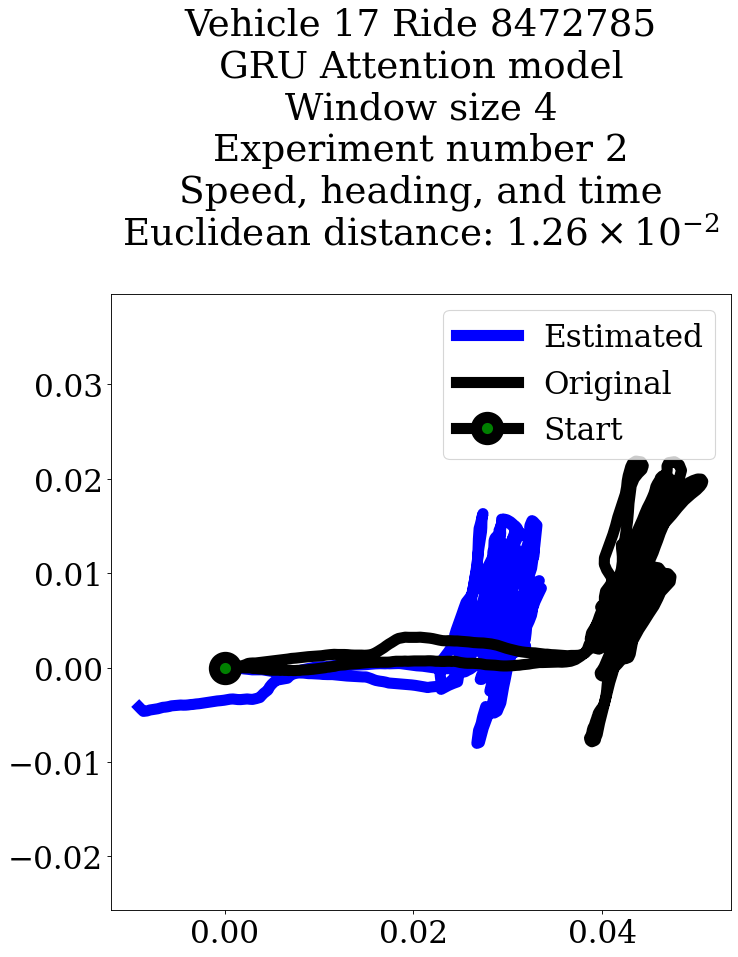 Vehicle 17 Ride 8472785
GRU Attention model
Window size 4
Experiment number 2
Speed, heading, and time
Euclidean distance: 1.26 × 10⁻²
Estimated
Original
Start
0.03
0.02
0.01
0.00
−0.01
−0.02
0.00 0.02 0.04